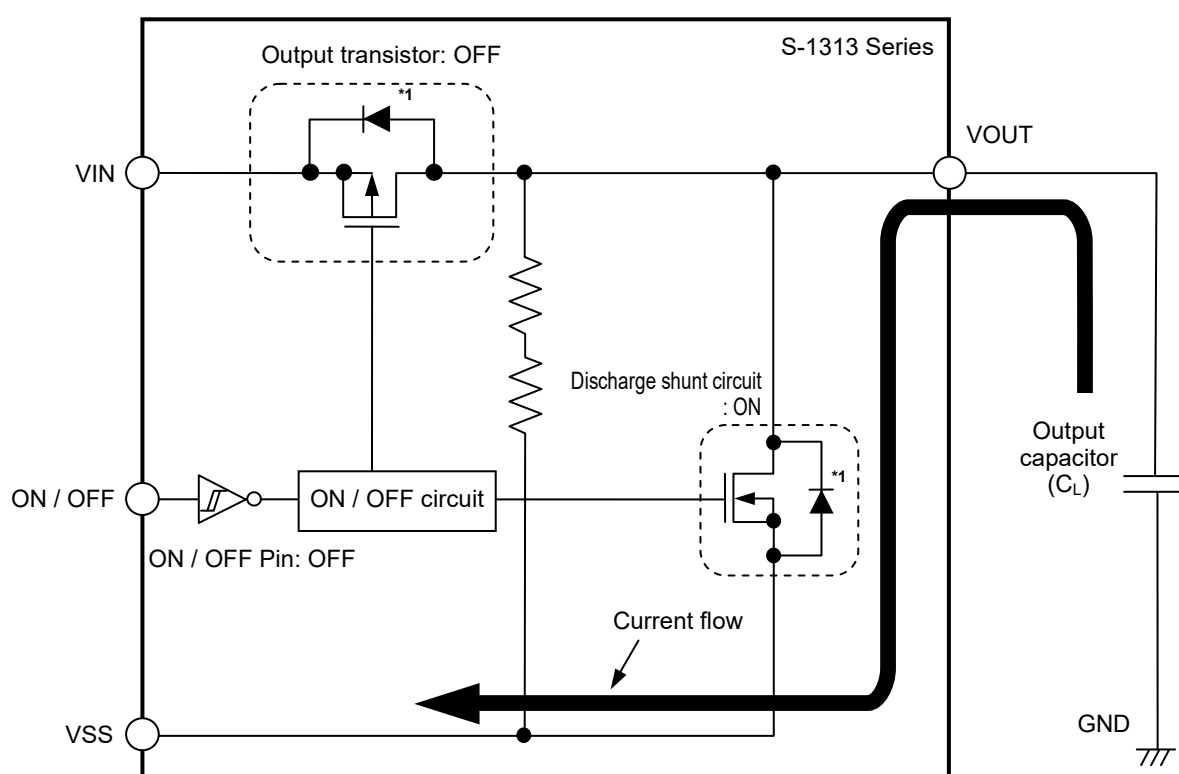 S-1313 Series
Output transistor: OFF
*1
VOUT
VIN
Discharge shunt circuit
: ON
*1
Output
capacitor
(CL)
ON / OFF
ON / OFF circuit
ON / OFF Pin: OFF
Current flow
GND
VSS